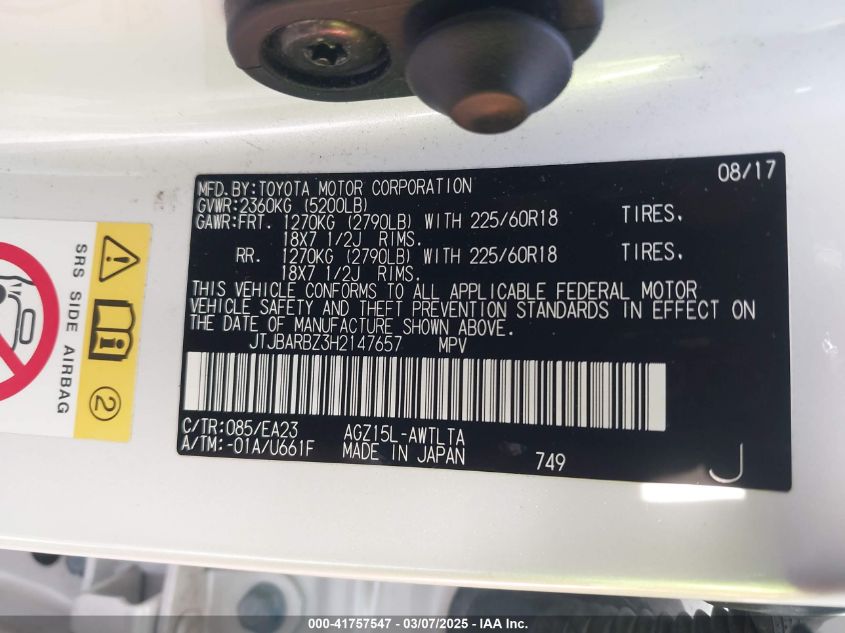 08/17
MFD.BY:TOYOTA MOTOR CORPORATION
GVWR:2360KG (5200LB)
GAWR:FRT. 1270KG (2790LB) WITH 225/60R18 TIRES.
18X7 1/2J RIMS.
RR. 1270KG (2790LB) WITH 225/60R18 TIRES.
18X7 1/2J RIMS.
THIS VEHICLE CONFORMS TO ALL APPLICABLE FEDERAL MOTOR
VEHICLE SAFETY AND THEFT PREVENTION STANDARDS IN EFFECT ON
THE DATE OF MANUFACTURE SHOWN ABOVE.
JTJBARBZ3H2147657 MPV
C/TR:085/EA23 AGZ15L-AWTLTA
A/TM:-01A/U661F MADE IN JAPAN 749 J
SRS SIDE AIRBAG
2
000-41757547 — 03/07/2025 — IAA Inc.